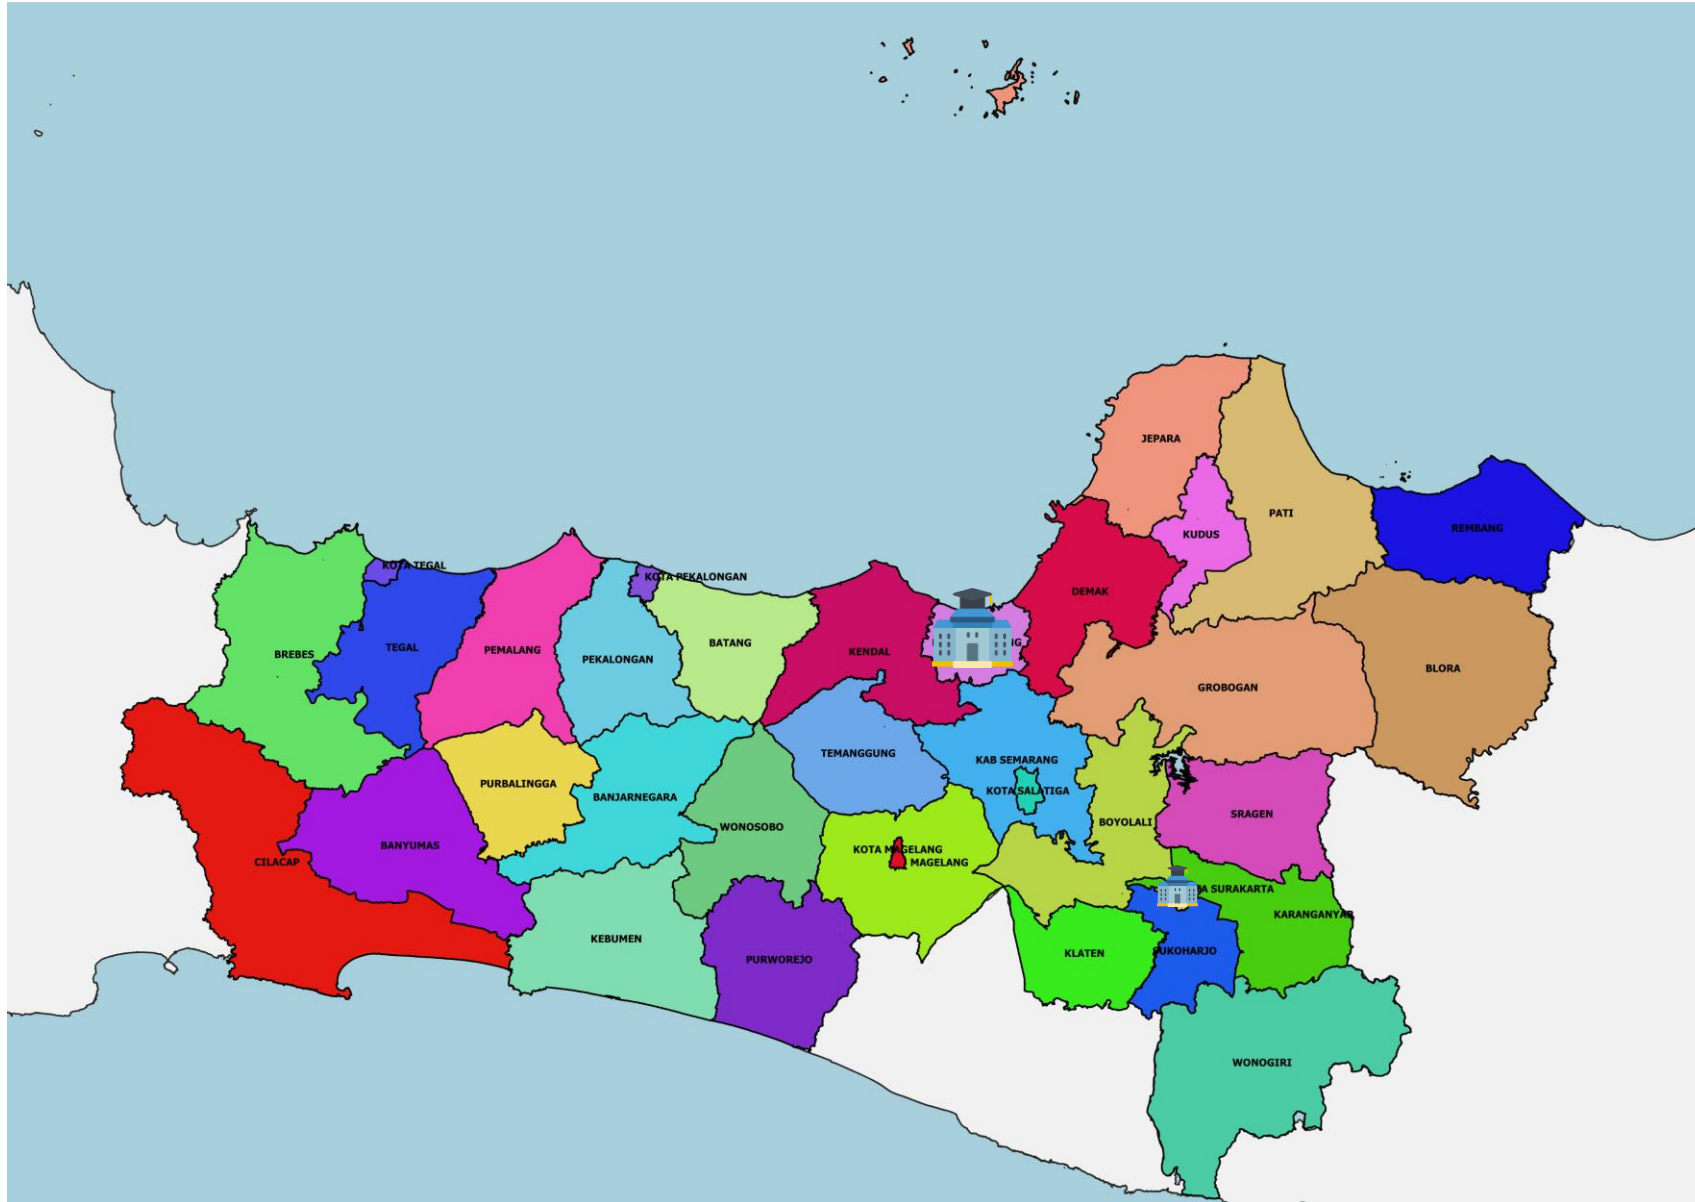 JEPARA
PATI
REMBANG
KUDUS
KOTA TEGAL
KOTA PEKALONGAN
DEMAK
BATANG
TEGAL
PEMALANG
PEKALONGAN
KENDAL
BREBES
BLORA
GROBOGAN
TEMANGGUNG
KAB SEMARANG
PURBALINGGA
KOTA SALATIGA
BANJARNEGARA
SRAGEN
BOYOLALI
WONOSOBO
BANYUMAS
KOTA MAGELANG
CILACAP
MAGELANG
SURAKARTA
KARANGANYAR
KEBUMEN
SUKOHARJO
KLATEN
PURWOREJO
WONOGIRI